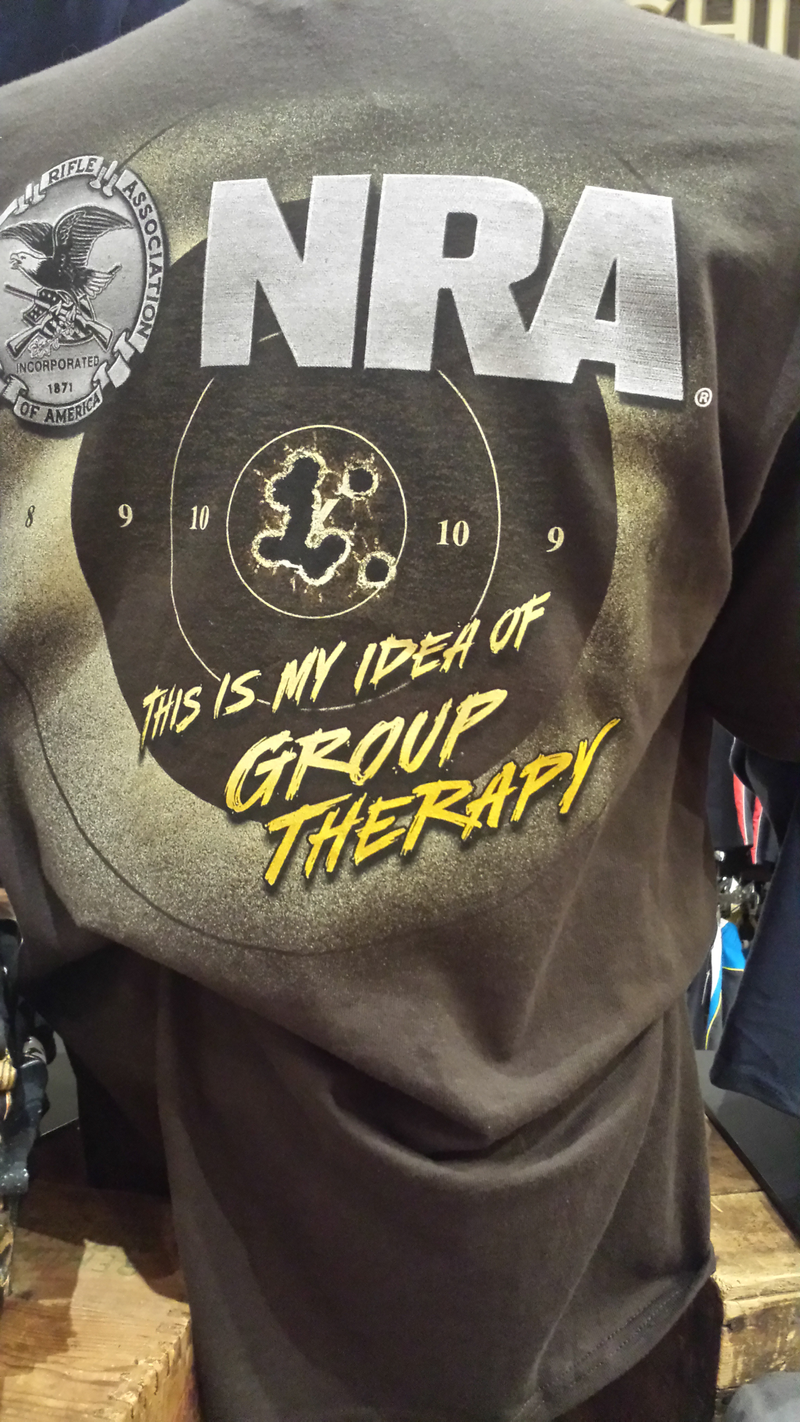 RIFLE ASSOCIATION
INCORPORATED
1871
OF AMERICA
NRA®
8 9 10 10 9
THIS IS MY IDEA OF
GROUP
THERAPY